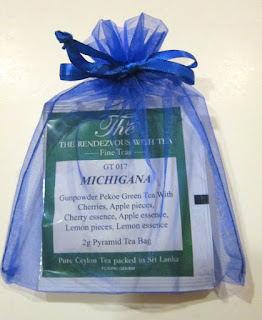 The
THE RENDEZVOUS WITH TEA
Fine Teas
GT 017
MICHIGANA
Gunpowder Pekoe Green Tea With
Cherries, Apple pieces,
Cherry essence, Apple essence,
Lemon pieces, Lemon essence
2g Pyramid Tea Bag
Pure Ceylon Tea packed in Sri Lanka